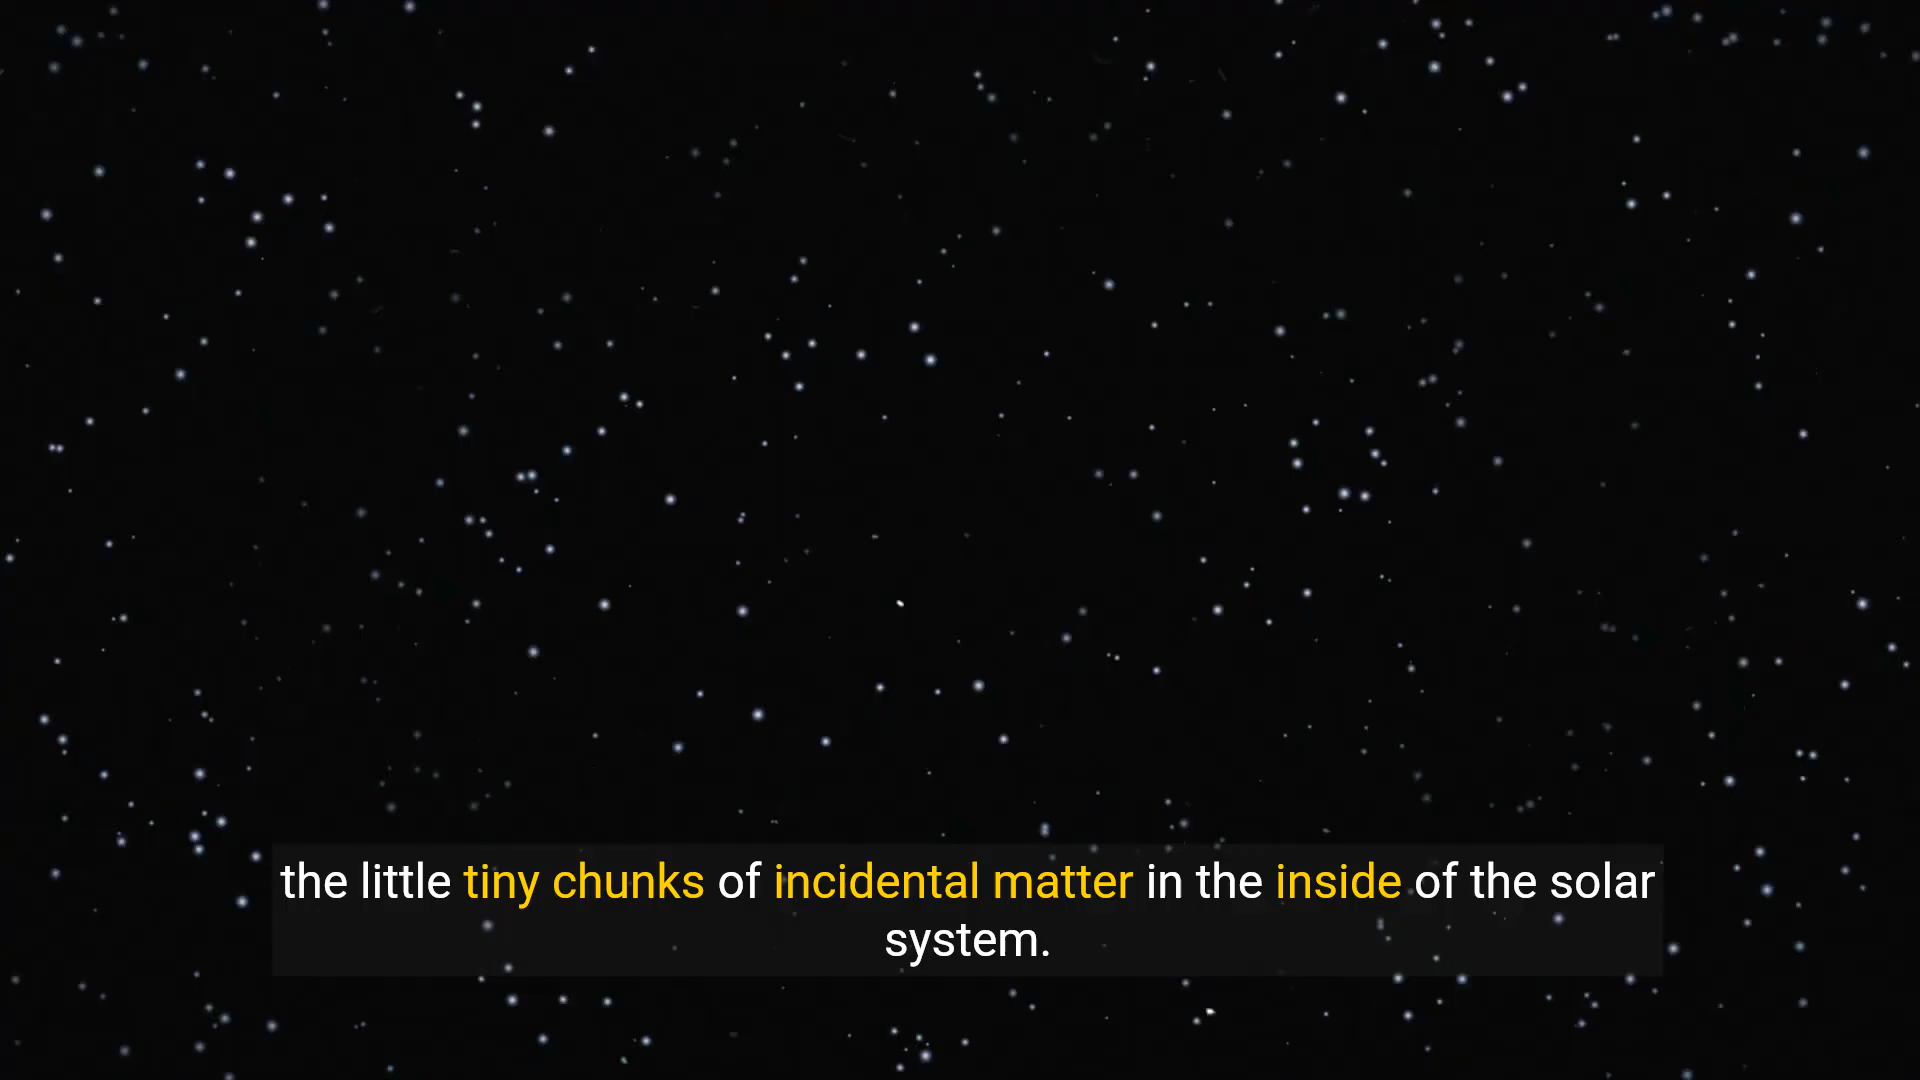 the little tiny chunks of incidental matter in the inside of the solar
system.